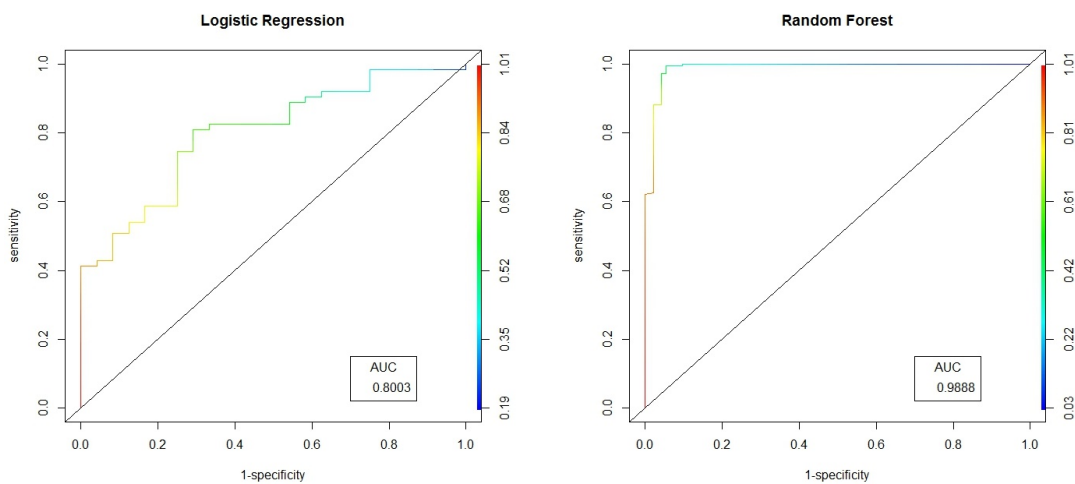 Logistic Regression
sensitivity
0.0 0.2 0.4 0.6 0.8 1.0
0.0 0.2 0.4 0.6 0.8 1.0
1-specificity
AUC
0.8003
0.19 0.35 0.52 0.68 0.84 1.01
Random Forest
sensitivity
0.0 0.2 0.4 0.6 0.8 1.0
0.0 0.2 0.4 0.6 0.8 1.0
1-specificity
AUC
0.9888
0.03 0.22 0.42 0.61 0.81 1.01